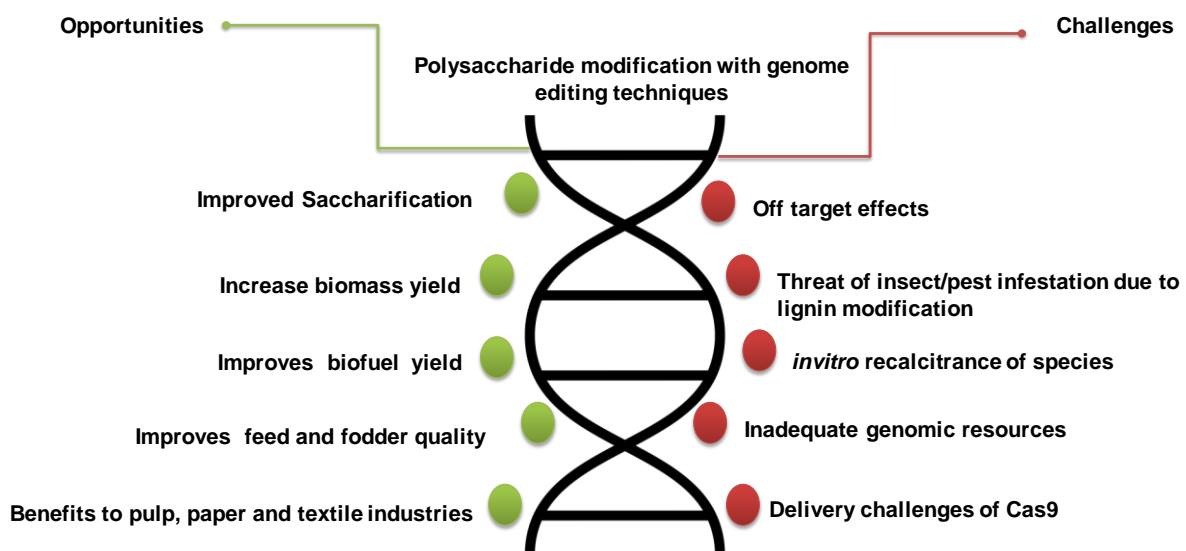 Opportunities
Challenges
Polysaccharide modification with genome
editing techniques
Improved Saccharification
Increase biomass yield
Improves biofuel yield
Improves feed and fodder quality
Benefits to pulp, paper and textile industries
Off target effects
Threat of insect/pest infestation due to
lignin modification
invitro recalcitrance of species
Inadequate genomic resources
Delivery challenges of Cas9